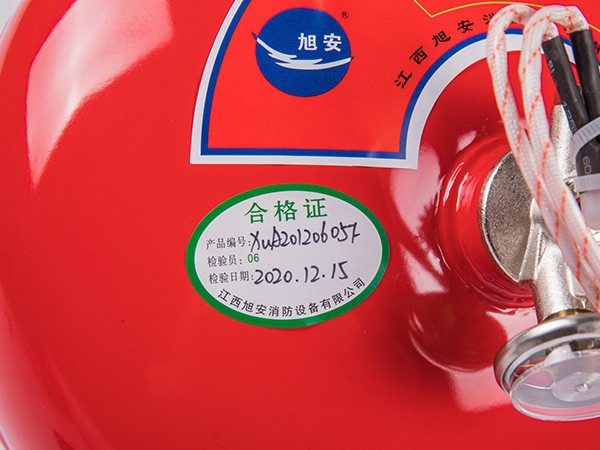 旭安
®
江西旭安消
合格证
产品编号:XUA201206057
检验员: 06
检验日期:2020.12.15
江西旭安消防设备有限公司